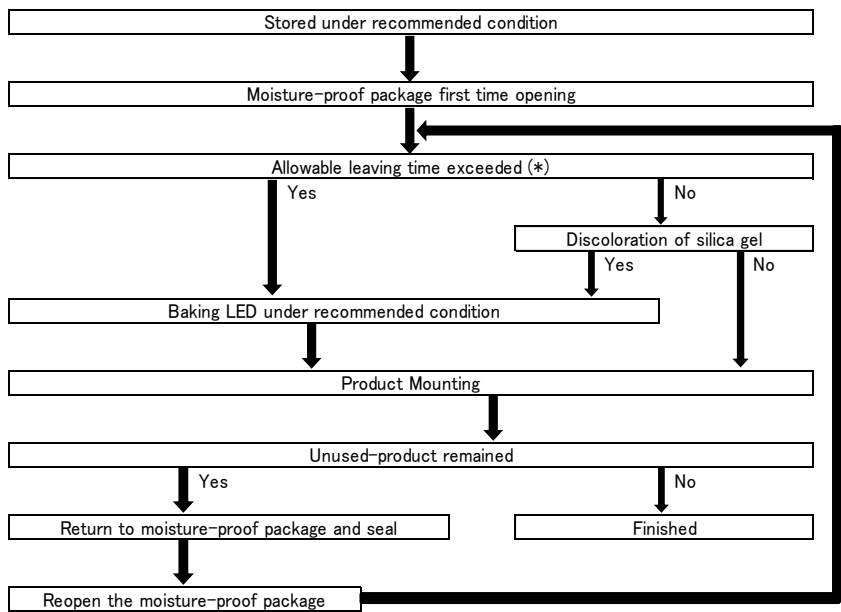 Stored under recommended condition
Moisture-proof package first time opening
Allowable leaving time exceeded (*)
Yes
No
Discoloration of silica gel
Yes
No
Baking LED under recommended condition
Product Mounting
Unused-product remained
Yes
No
Return to moisture-proof package and seal
Finished
Reopen the moisture-proof package